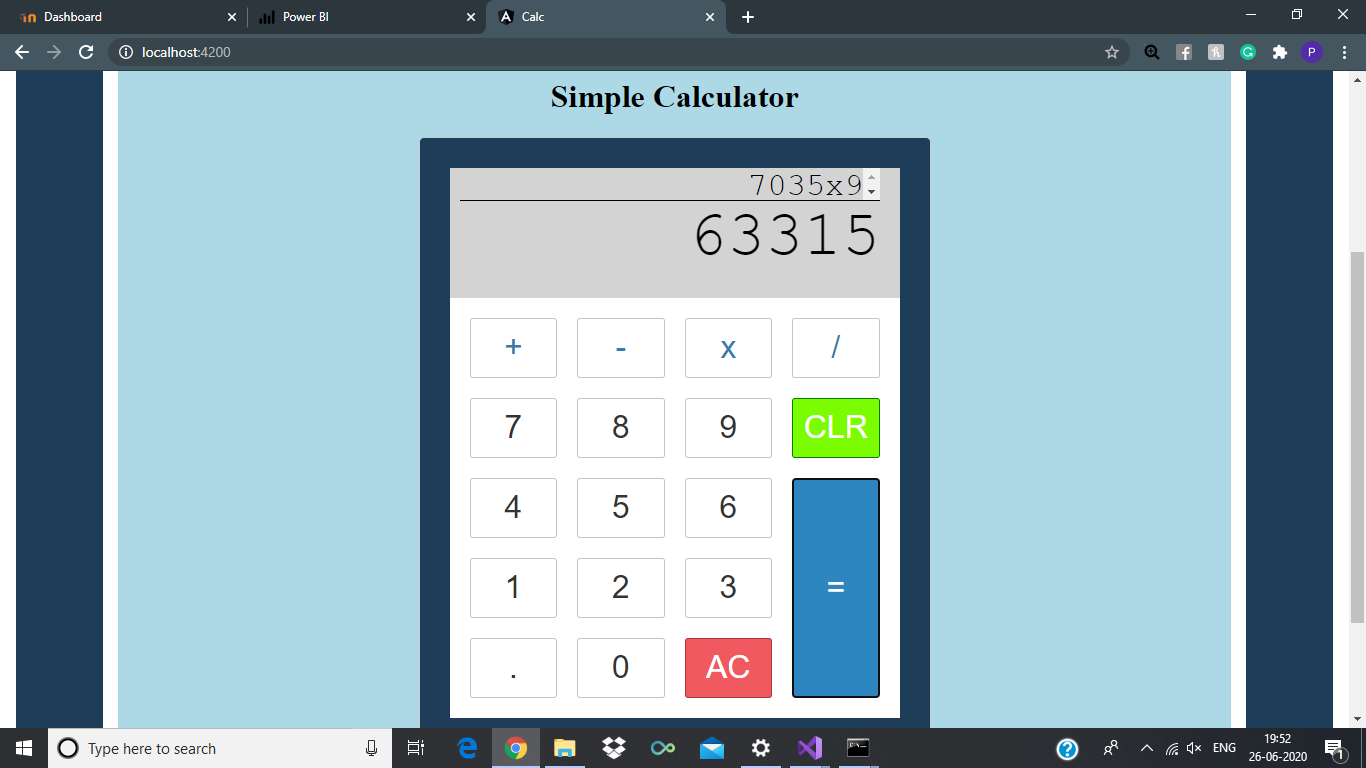 Dashboard
Power BI
Calc
localhost:4200
P
Simple Calculator
7035x9
63315
+ - x /
7 8 9 CLR
4 5 6
1 2 3 =
. 0 AC
Type here to search
ENG
19:52
26-06-2020
1